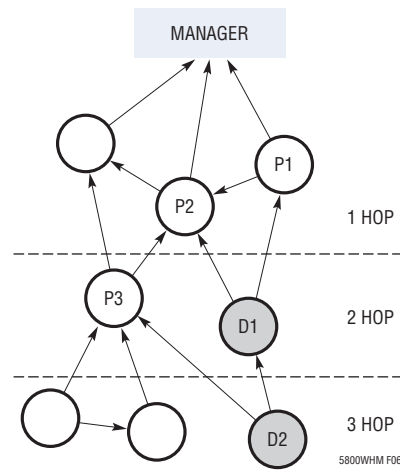 MANAGER
P1
P2
1 HOP
P3
D1
2 HOP
D2
3 HOP
5800WHM F06